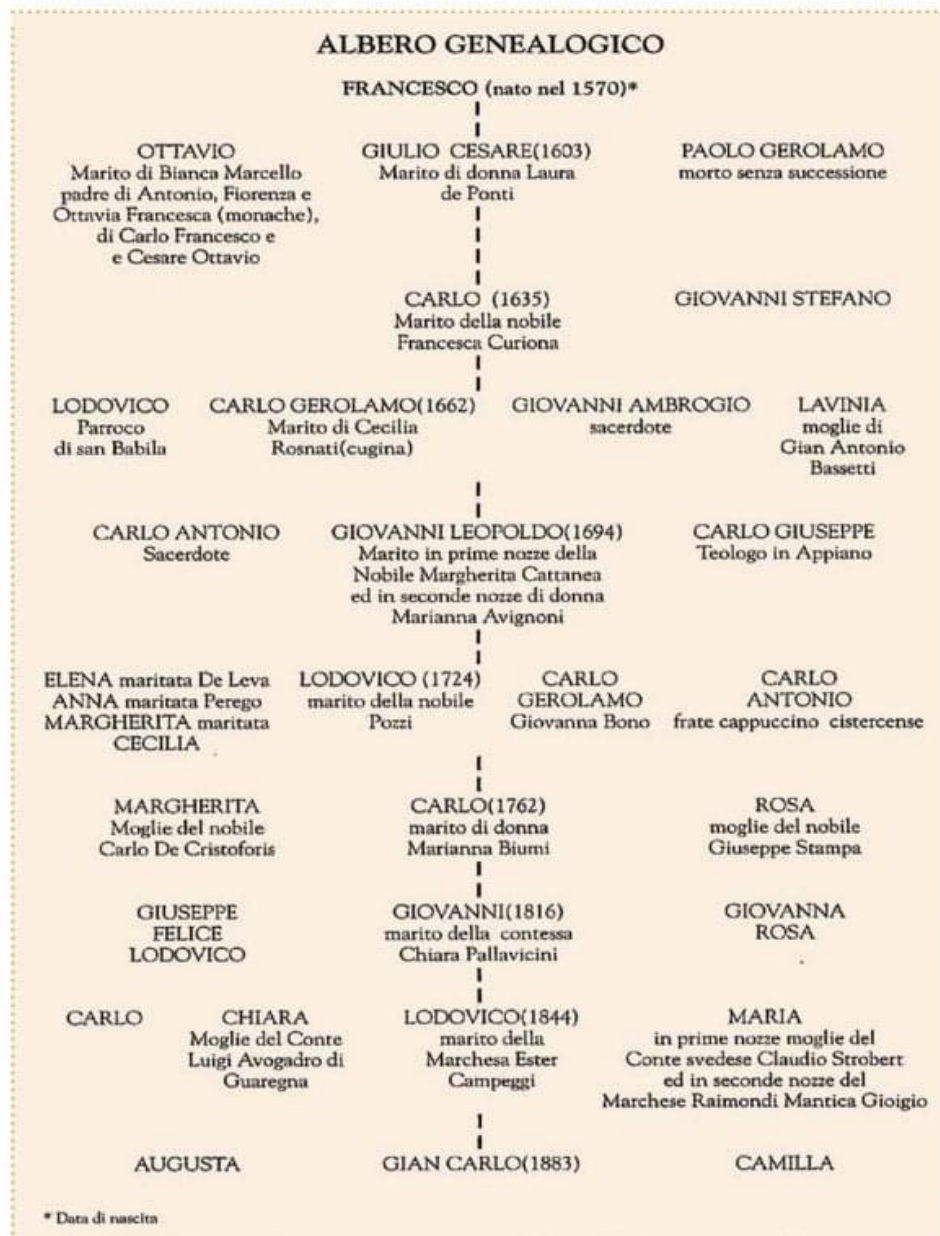 ALBERO GENEALOGICO
FRANCESCO (nato nel 1570)*
OTTAVIO
Marito di Bianca Marcello
padre di Antonio, Fiorenza e
Ottavia Francesca (monache),
di Carlo Francesco e
e Cesare Ottavio
GIULIO CESARE(1603)
Marito di donna Laura
de Ponti
PAOLO GEROLAMO
morto senza successione
CARLO (1635)
Marito della nobile
Francesca Curiona
GIOVANNI STEFANO
LODOVICO
Parroco
di san Babila
CARLO GEROLAMO(1662)
Marito di Cecilia
Rosnati(cugina)
GIOVANNI AMBROGIO
sacerdote
LAVINIA
moglie di
Gian Antonio
Bassetti
CARLO ANTONIO
Sacerdote
GIOVANNI LEOPOLDO(1694)
Marito in prime nozze della
Nobile Margherita Cattanea
ed in seconde nozze di donna
Marianna Avignoni
CARLO GIUSEPPE
Teologo in Appiano
ELENA maritata De Leva
ANNA maritata Perego
MARGHERITA maritata
CECILIA
LODOVICO (1724)
marito della nobile
Pozzi
CARLO
GEROLAMO
Giovanna Bono
CARLO
ANTONIO
frate cappuccino cistercense
MARGHERITA
Moglie del nobile
Carlo De Cristoforis
CARLO(1762)
marito di donna
Marianna Biumi
ROSA
moglie del nobile
Giuseppe Stampa
GIUSEPPE
FELICE
LODOVICO
GIOVANNI(1816)
marito della contessa
Chiara Pallavicini
GIOVANNA
ROSA
CARLO
CHIARA
Moglie del Conte
Luigi Avogadro di
Guaregna
LODOVICO(1844)
marito della
Marchesa Ester
Campeggi
MARIA
in prime nozze moglie del
Conte svedese Claudio Strobert
ed in seconde nozze del
Marchese Raimondi Mantica Gioigio
AUGUSTA
GIAN CARLO(1883)
CAMILLA
* Data di nascita